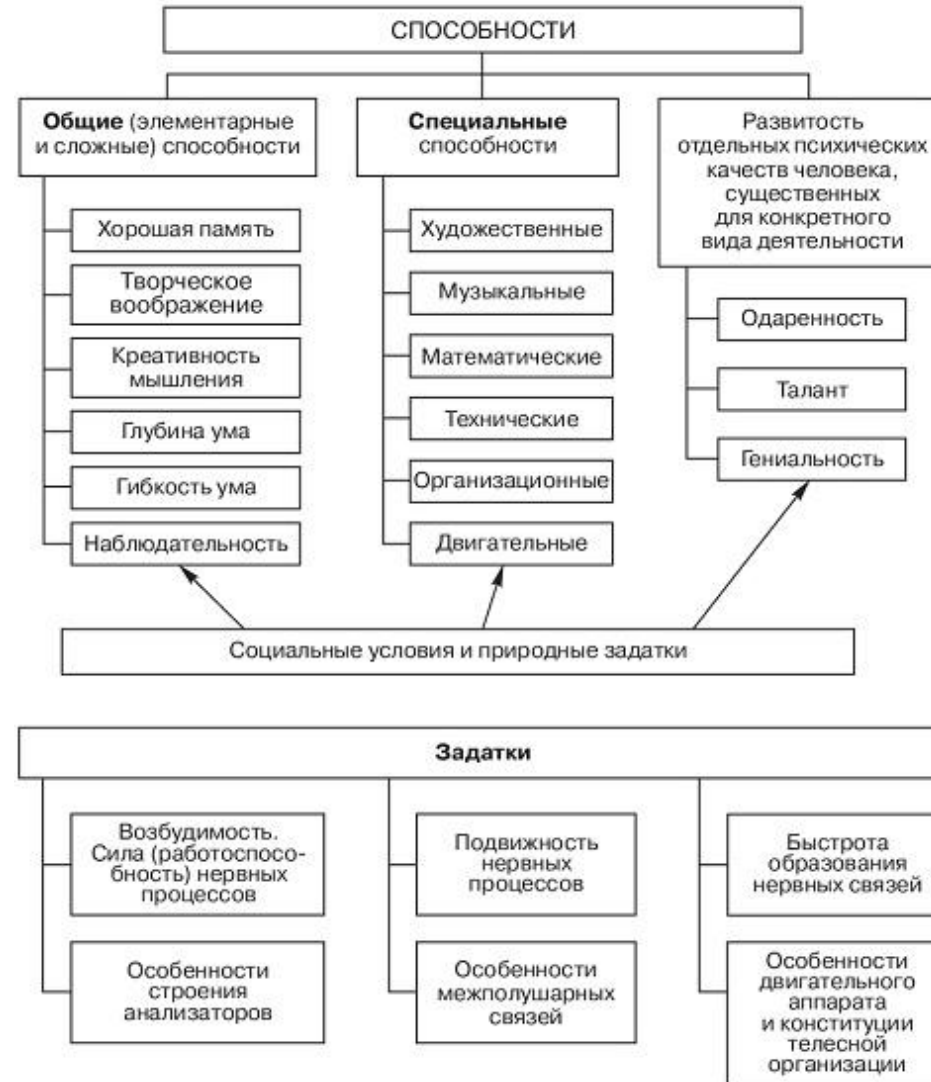 СПОСОБНОСТИ
Общие (элементарные
и сложные) способности
Хорошая память
Творческое
воображение
Креативность
мышления
Глубина ума
Гибкость ума
Наблюдательность
Специальные
способности
Художественные
Музыкальные
Математические
Технические
Организационные
Двигательные
Развитость
отдельных психических
качеств человека,
существенных
для конкретного
вида деятельности
Одаренность
Талант
Гениальность
Социальные условия и природные задатки
Задатки
Возбудимость.
Сила (работоспосо-
бность) нервных
процессов
Подвижность
нервных
процессов
Быстрота
образования
нервных связей
Особенности
строения
анализаторов
Особенности
межполушарных
связей
Особенности
двигательного
аппарата
и конституции
телесной
организации